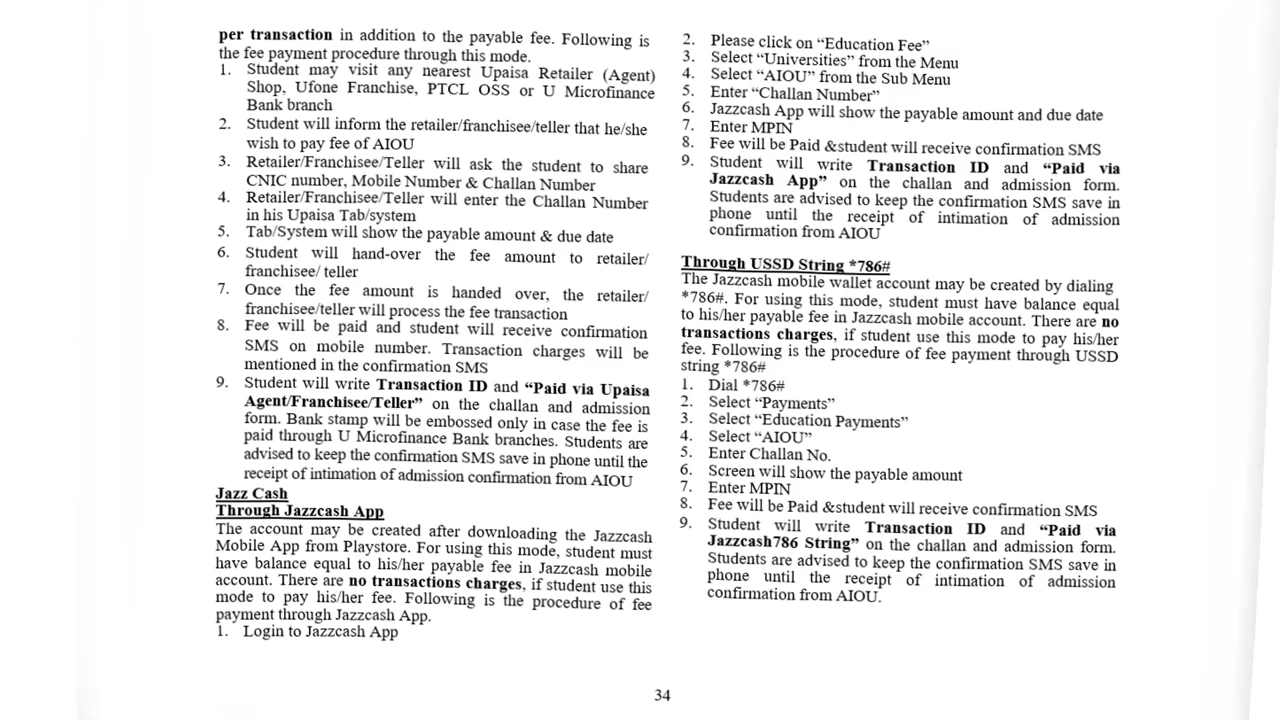 per transaction in addition to the payable fee. Following is
the fee payment procedure through this mode.
1. Student may visit any nearest Upaisa Retailer (Agent)
Shop, Ufone Franchise, PTCL OSS or U Microfinance
Bank branch
2. Student will inform the retailer/franchisee/teller that he/she
wish to pay fee of AIOU
3. Retailer/Franchisee/Teller will ask the student to share
CNIC number, Mobile Number & Challan Number
4. Retailer/Franchisee/Teller will enter the Challan Number
in his Upaisa Tab/system
5. Tab/System will show the payable amount & due date
6. Student will hand-over the fee amount to retailer/
franchisee/ teller
7. Once the fee amount is handed over, the retailer/
franchisee/teller will process the fee transaction
8. Fee will be paid and student will receive confirmation
SMS on mobile number. Transaction charges will be
mentioned in the confirmation SMS
9. Student will write Transaction ID and “Paid via Upaisa
Agent/Franchisee/Teller” on the challan and admission
form. Bank stamp will be embossed only in case the fee is
paid through U Microfinance Bank branches. Students are
advised to keep the confirmation SMS save in phone until the
receipt of intimation of admission confirmation from AIOU
Jazz Cash
Through Jazzcash App
The account may be created after downloading the Jazzcash
Mobile App from Playstore. For using this mode, student must
have balance equal to his/her payable fee in Jazzcash mobile
account. There are no transactions charges, if student use this
mode to pay his/her fee. Following is the procedure of fee
payment through Jazzcash App.
1. Login to Jazzcash App
2. Please click on “Education Fee”
3. Select “Universities” from the Menu
4. Select “AIOU” from the Sub Menu
5. Enter “Challan Number”
6. Jazzcash App will show the payable amount and due date
7. Enter MPIN
8. Fee will be Paid &student will receive confirmation SMS
9. Student will write Transaction ID and “Paid via
Jazzcash App” on the challan and admission form.
Students are advised to keep the confirmation SMS save in
phone until the receipt of intimation of admission
confirmation from AIOU
Through USSD String *786#
The Jazzcash mobile wallet account may be created by dialing
*786#. For using this mode, student must have balance equal
to his/her payable fee in Jazzcash mobile account. There are no
transactions charges, if student use this mode to pay his/her
fee. Following is the procedure of fee payment through USSD
string *786#
1. Dial *786#
2. Select “Payments”
3. Select “Education Payments”
4. Select “AIOU”
5. Enter Challan No.
6. Screen will show the payable amount
7. Enter MPIN
8. Fee will be Paid &student will receive confirmation SMS
9. Student will write Transaction ID and “Paid via
Jazzcash786 String” on the challan and admission form.
Students are advised to keep the confirmation SMS save in
phone until the receipt of intimation of admission
confirmation from AIOU.
34